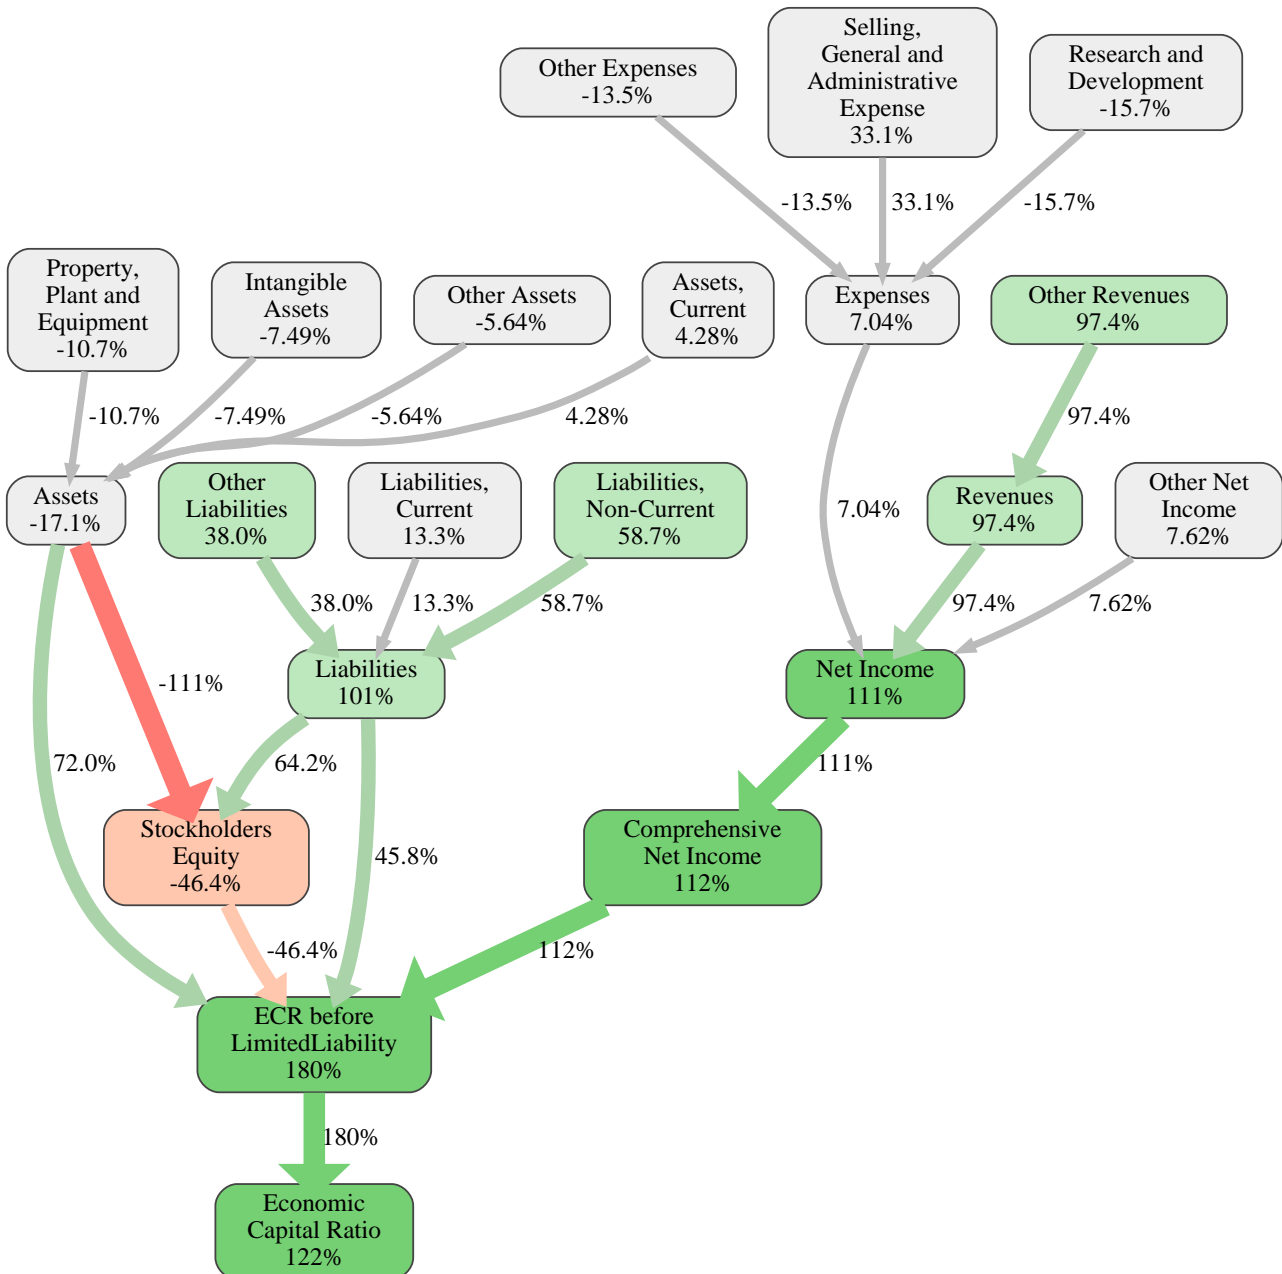 Other Expenses
-13.5%
Selling,
General and
Administrative
Expense
33.1%
Research and
Development
-15.7%
-13.5%
33.1%
-15.7%
Property,
Plant and
Equipment
-10.7%
Intangible
Assets
-7.49%
Other Assets
-5.64%
Assets,
Current
4.28%
Expenses
7.04%
Other Revenues
97.4%
-10.7%
-7.49%
-5.64%
4.28%
97.4%
Assets
-17.1%
Other
Liabilities
38.0%
Liabilities,
Current
13.3%
Liabilities,
Non-Current
58.7%
7.04%
Revenues
97.4%
Other Net
Income
7.62%
38.0%
13.3%
58.7%
97.4%
7.62%
-111%
Liabilities
101%
Net Income
111%
72.0%
64.2%
111%
Stockholders
Equity
-46.4%
45.8%
Comprehensive
Net Income
112%
-46.4%
112%
ECR before
LimitedLiability
180%
180%
Economic
Capital Ratio
122%